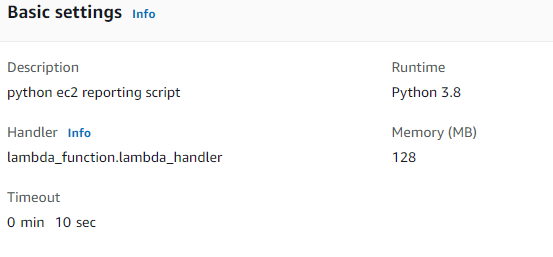 Basic settings Info
Description
python ec2 reporting script
Runtime
Python 3.8
Handler Info
lambda_function.lambda_handler
Memory (MB)
128
Timeout
0 min 10 sec